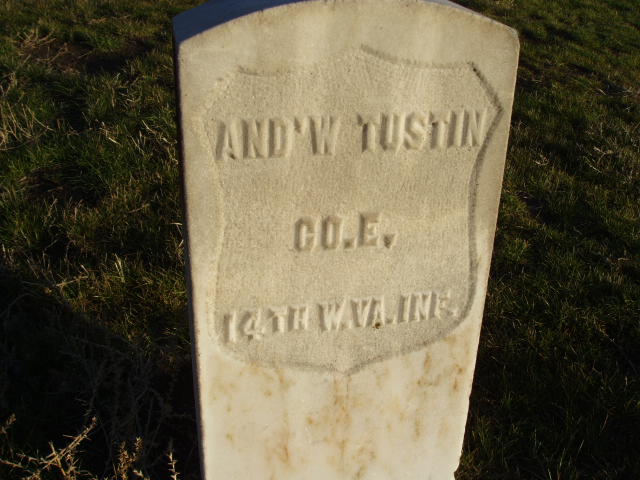 AND'W TUSTIN
CO.E.
14TH W.VA.INF.